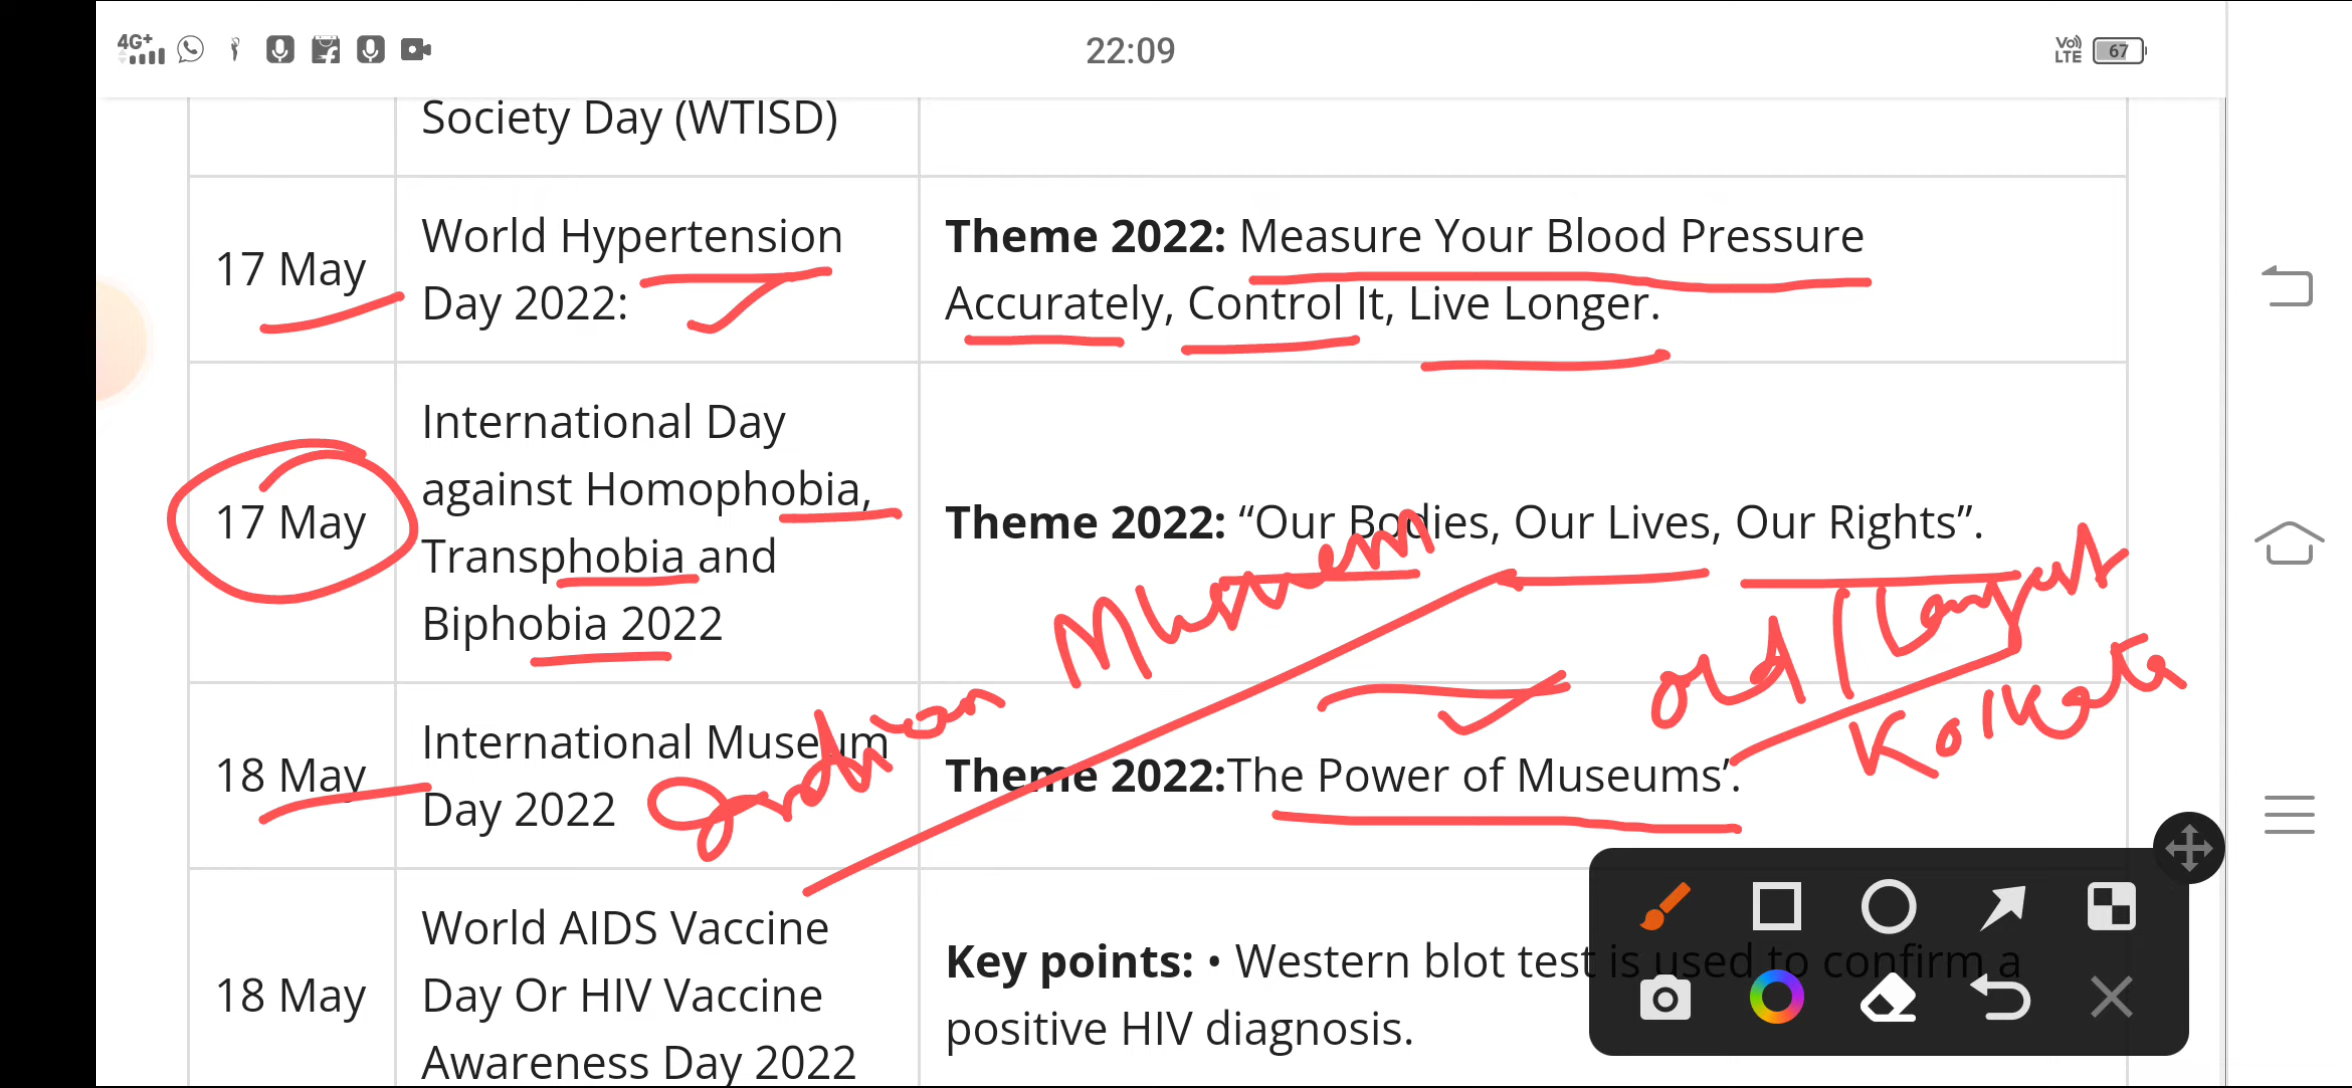 4G+ 22:09 Vo)) LTE 67
Society Day (WTISD)
17 May
World Hypertension
Day 2022:
Theme 2022: Measure Your Blood Pressure
Accurately, Control It, Live Longer.
17 May
International Day
against Homophobia,
Transphobia and
Biphobia 2022
Theme 2022: “Our Bodies, Our Lives, Our Rights”.
Indian Museum
old / Largest
Kolkata
18 May
International Museum
Day 2022
Theme 2022:The Power of Museums’.
18 May
World AIDS Vaccine
Day Or HIV Vaccine
Awareness Day 2022
Key points: • Western blot test is used to confirm a
positive HIV diagnosis.